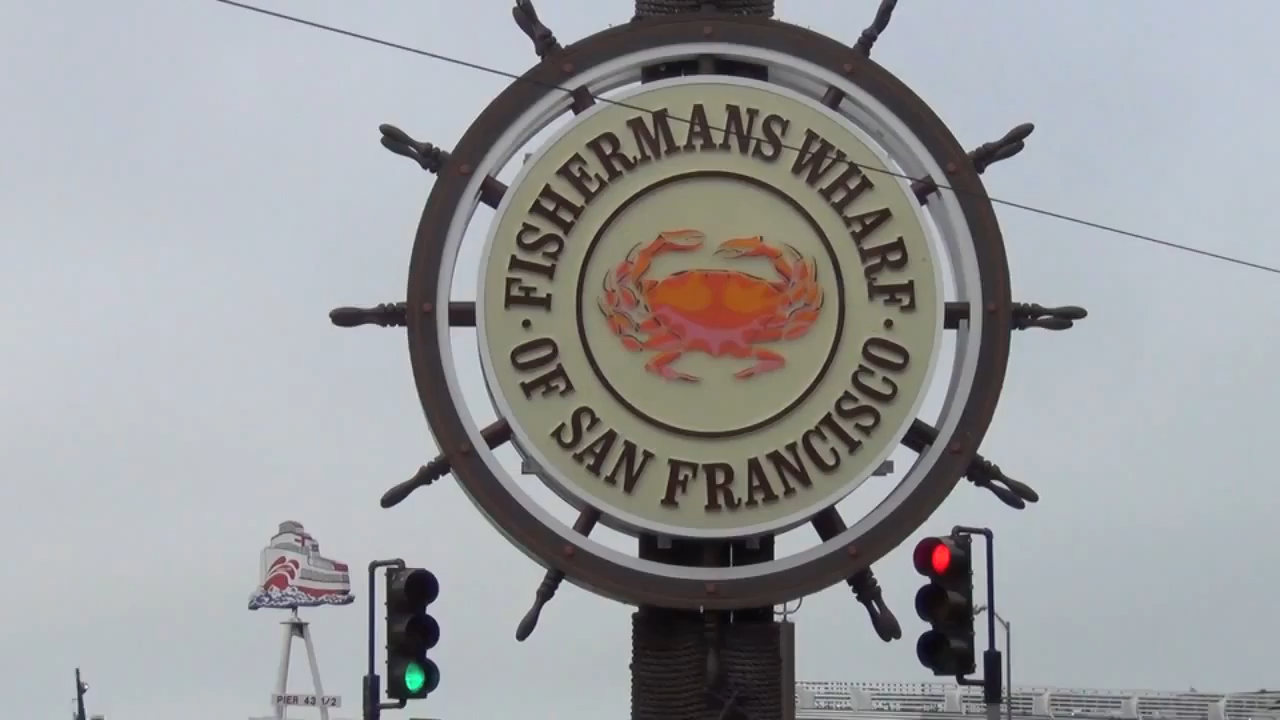 FISHERMANS WHARF
· OF SAN FRANCISCO ·
PIER 43 1/2